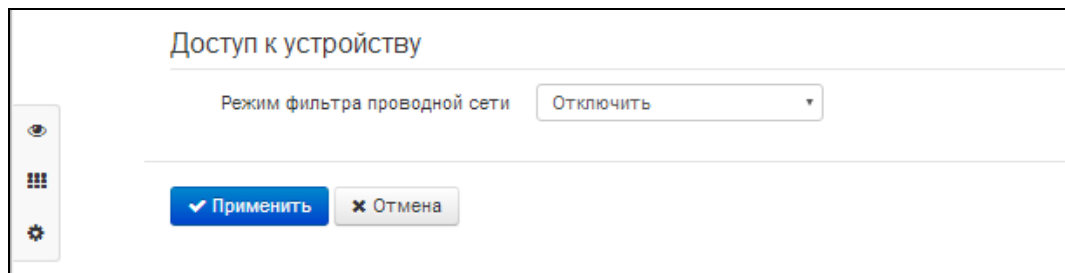 Доступ к устройству
Режим фильтра проводной сети Отключить
Применить Отмена